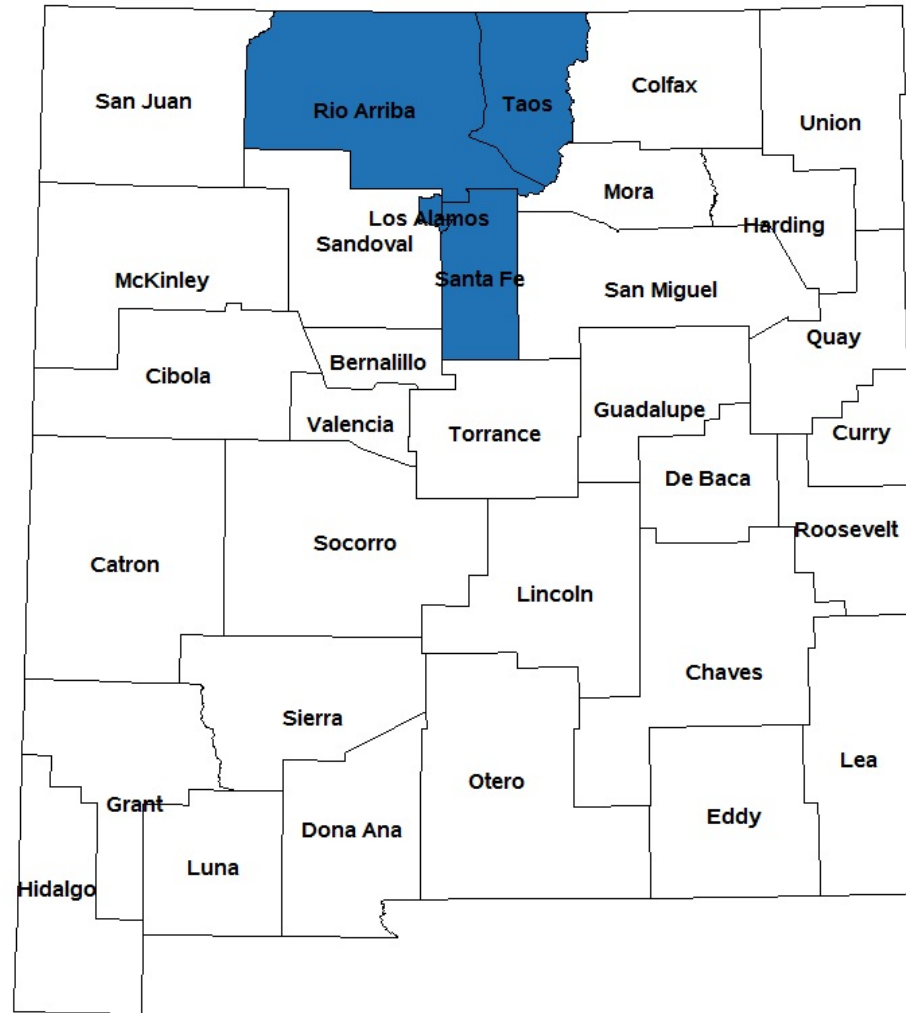 San Juan
Rio Arriba
Taos
Colfax
Union
Mora
Los Alamos
Harding
Sandoval
McKinley
Santa Fe
San Miguel
Quay
Bernalillo
Cibola
Guadalupe
Valencia
Torrance
Curry
De Baca
Roosevelt
Socorro
Catron
Lincoln
Chaves
Sierra
Lea
Otero
Grant
Eddy
Dona Ana
Luna
Hidalgo